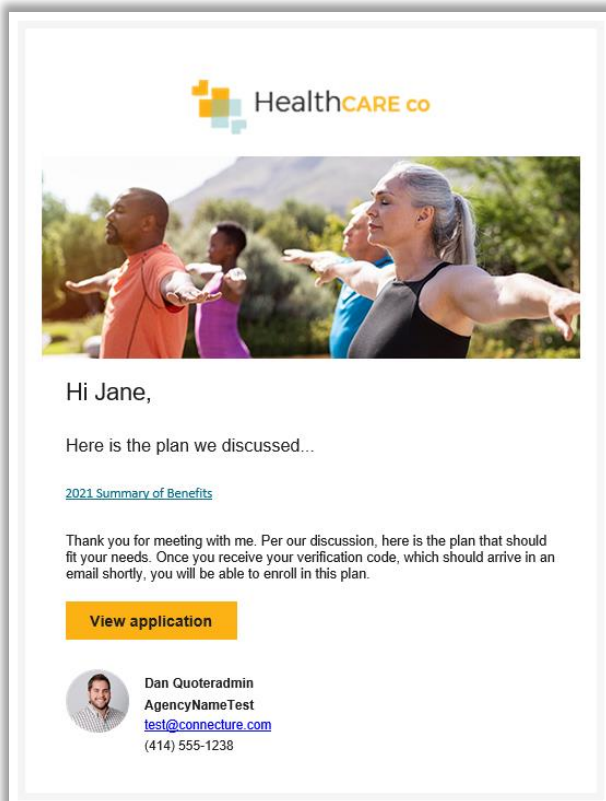 HealthCARE co
Hi Jane,
Here is the plan we discussed...
2021 Summary of Benefits
Thank you for meeting with me. Per our discussion, here is the plan that should
fit your needs. Once you receive your verification code, which should arrive in an
email shortly, you will be able to enroll in this plan.
View application
Dan Quoteradmin
AgencyNameTest
test@connecture.com
(414) 555-1238